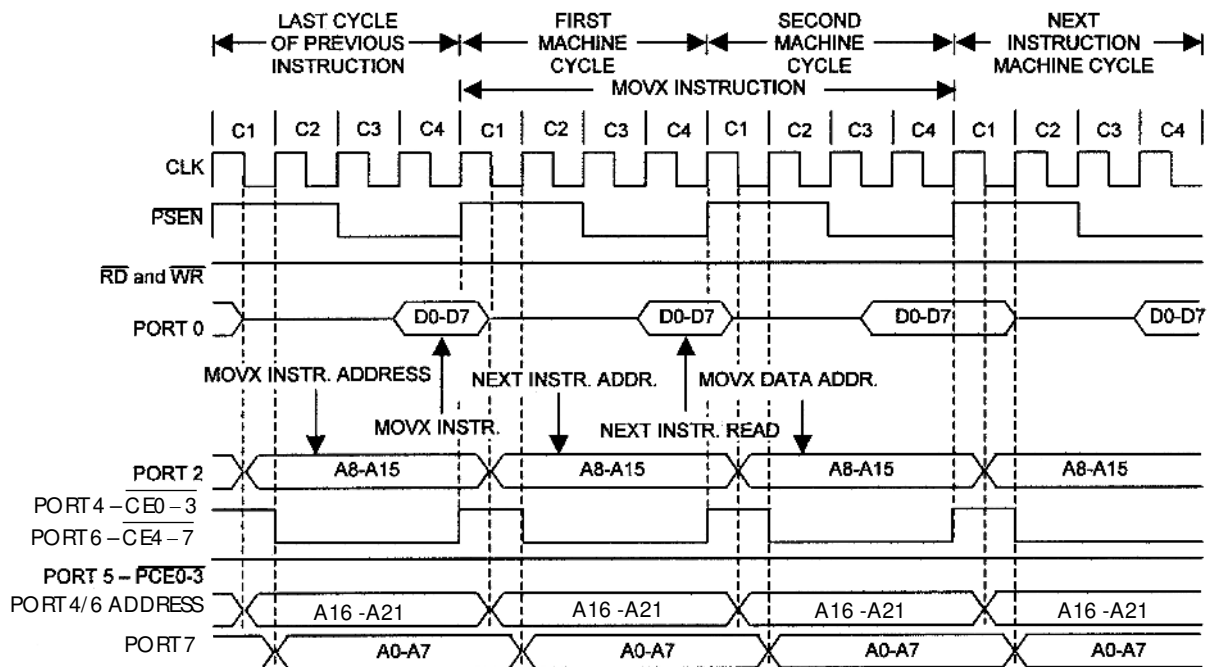 LAST CYCLE OF PREVIOUS INSTRUCTION
FIRST MACHINE CYCLE
SECOND MACHINE CYCLE
NEXT INSTRUCTION MACHINE CYCLE
MOVX INSTRUCTION
C1 C2 C3 C4 C1 C2 C3 C4 C1 C2 C3 C4 C1 C2 C3 C4
CLK
PSEN
RD and WR
PORT 0 D0-D7 D0-D7 D0-D7 D0-D7
MOVX INSTR. ADDRESS NEXT INSTR. ADDR. MOVX DATA ADDR.
MOVX INSTR. NEXT INSTR. READ
PORT 2 A8-A15 A8-A15 A8-A15 A8-A15
PORT 4 – CE0 – 3
PORT 6 – CE4 – 7
PORT 5 – PCE0-3
PORT 4/6 ADDRESS A16 -A21 A16 -A21 A16 -A21 A16 -A21
PORT 7 A0-A7 A0-A7 A0-A7 A0-A7